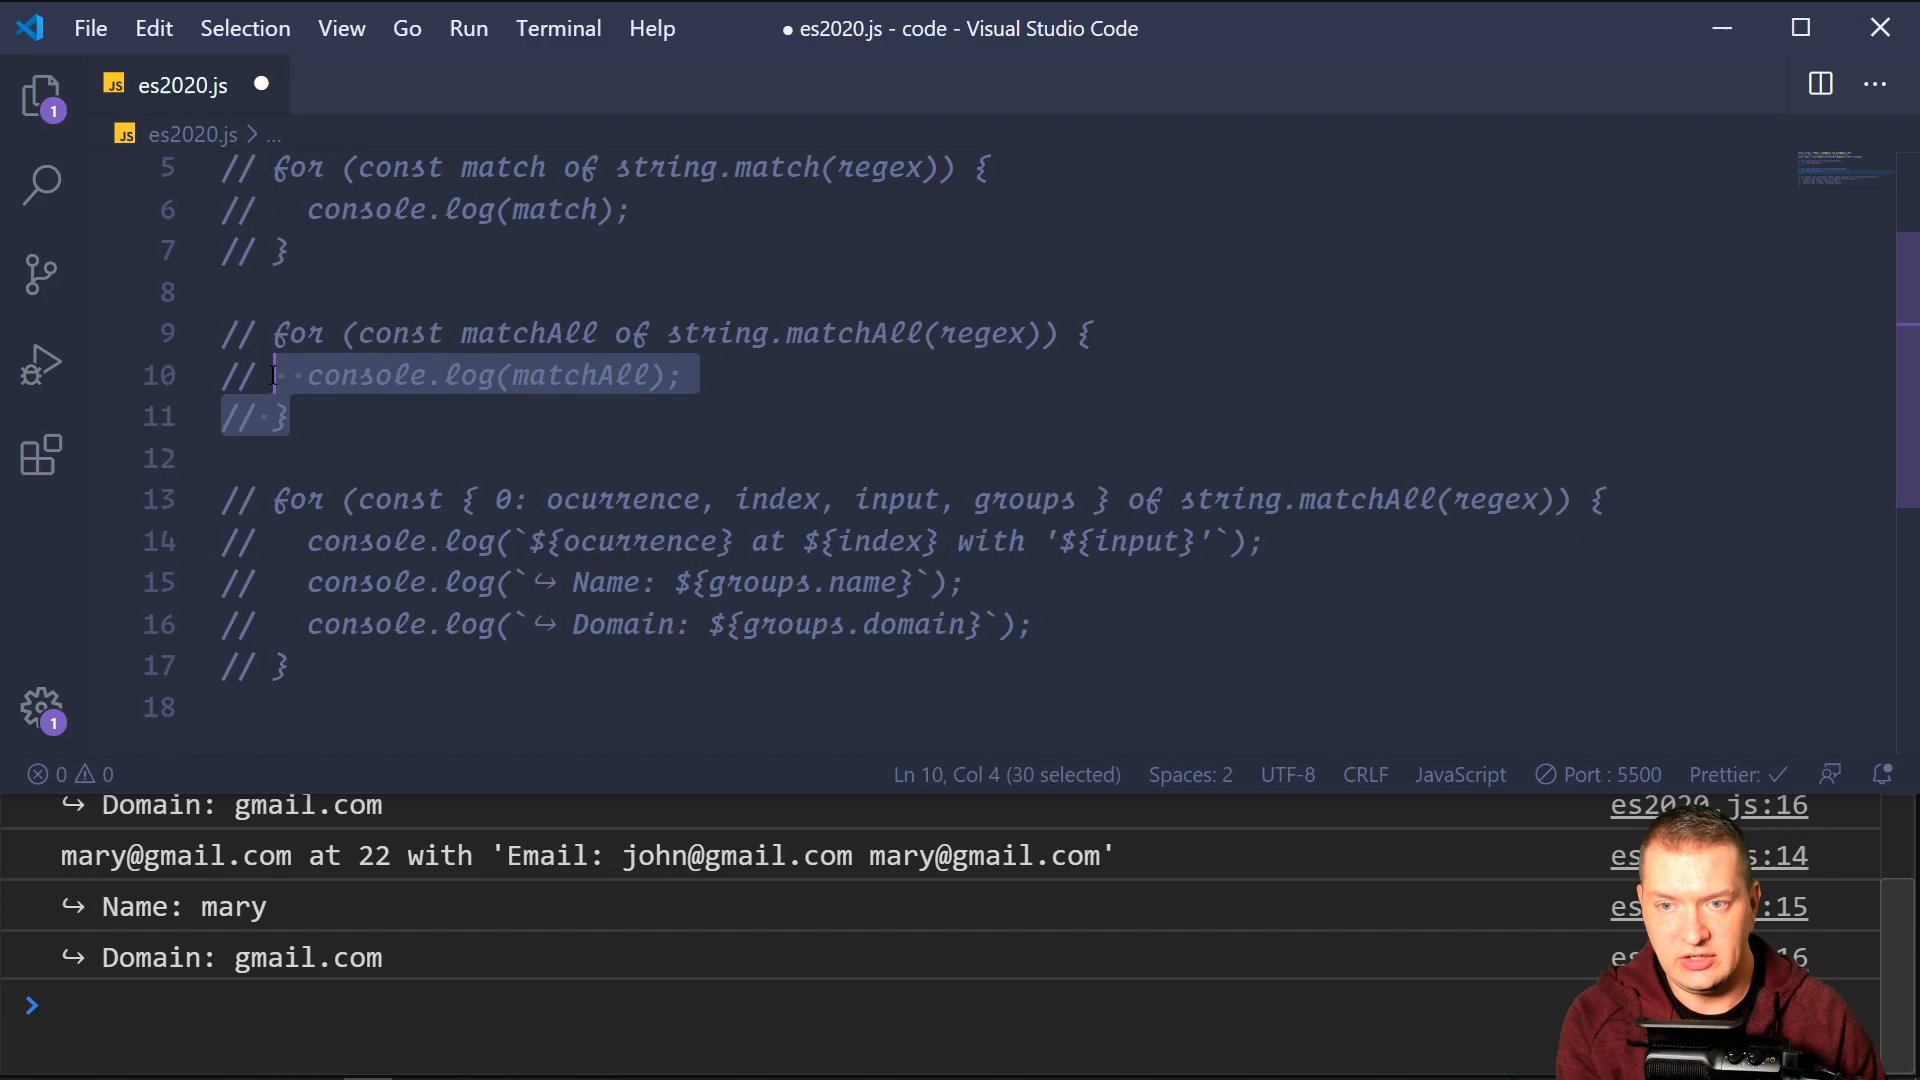 File Edit Selection View Go Run Terminal Help
● es2020.js - code - Visual Studio Code
JS es2020.js
1
JS es2020.js > ...
5 // for (const match of string.match(regex)) {
6 //   console.log(match);
7 // }
8
9 // for (const matchAll of string.matchAll(regex)) {
10 //   console.log(matchAll);
11 // }
12
13 // for (const { 0: ocurrence, index, input, groups } of string.matchAll(regex)) {
14 //   console.log(`${ocurrence} at ${index} with '${input}'`);
15 //   console.log(`↪ Name: ${groups.name}`);
16 //   console.log(`↪ Domain: ${groups.domain}`);
17 // }
18
1
0 0 Ln 10, Col 4 (30 selected) Spaces: 2 UTF-8 CRLF JavaScript Port : 5500 Prettier: ✓
↪ Domain: gmail.com es2020.js:16
mary@gmail.com at 22 with 'Email: john@gmail.com mary@gmail.com' es s:14
↪ Name: mary es :15
↪ Domain: gmail.com es 16
>